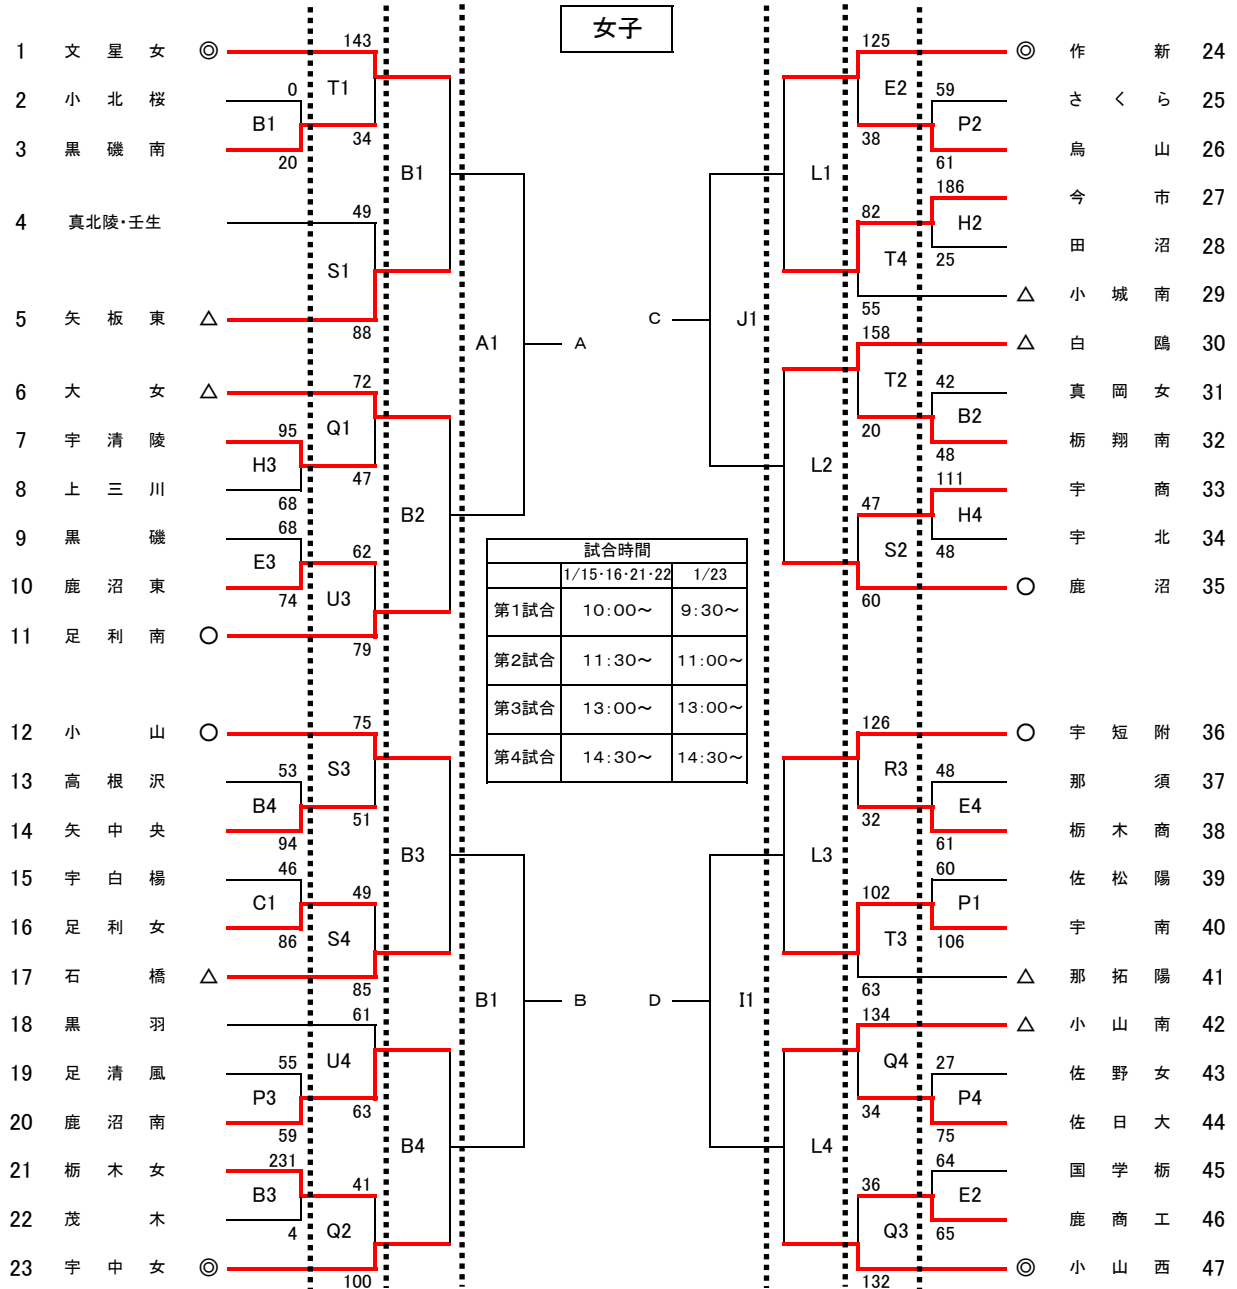 女子
1 文星女 ◎ 143
2 小北桜 0 T1
B1
3 黒磯南 20 34
B1
4 真北陵･壬生 49
S1
5 矢板東 △ 88
A1 A
6 大女 △ 72
7 宇清陵 95 Q1
H3
8 上三川 68 47
9 黒磯 68 B2
E3 62
10 鹿沼東 74 U3
11 足利南 ○ 79
12 小山 ○ 75
13 高根沢 53 S3
B4
14 矢中央 94 51
B3
15 宇白楊 46
C1 49
16 足利女 86 S4
17 石橋 △ 85
B1 B
18 黒羽 61
19 足清風 55 U4
P3
20 鹿沼南 59 63
B4
21 栃木女 231
B3 41
22 茂木 4 Q2
23 宇中女 ◎ 100
試合時間
1/15･16･21･22 1/23
第1試合 10:00～ 9:30～
第2試合 11:30～ 11:00～
第3試合 13:00～ 13:00～
第4試合 14:30～ 14:30～
125 ◎ 作新 24
E2 59 さくら 25
P2
38 61 烏山 26
L1
186 今市 27
82 H2
T4 25 田沼 28
55 △ 小城南 29
C J1
158 △ 白鴎 30
T2 42 真岡女 31
B2
20 48 栃翔南 32
L2
111 宇商 33
47 H4
S2 48 宇北 34
60 ○ 鹿沼 35
126 ○ 宇短附 36
R3 48 那須 37
E4
32 61 栃木商 38
L3
60 佐松陽 39
102 P1
T3 106 宇南 40
63 △ 那拓陽 41
D I1
134 △ 小山南 42
Q4 27 佐野女 43
P4
34 75 佐日大 44
L4
64 国学栃 45
36 E2
Q3 65 鹿商工 46
132 ◎ 小山西 47